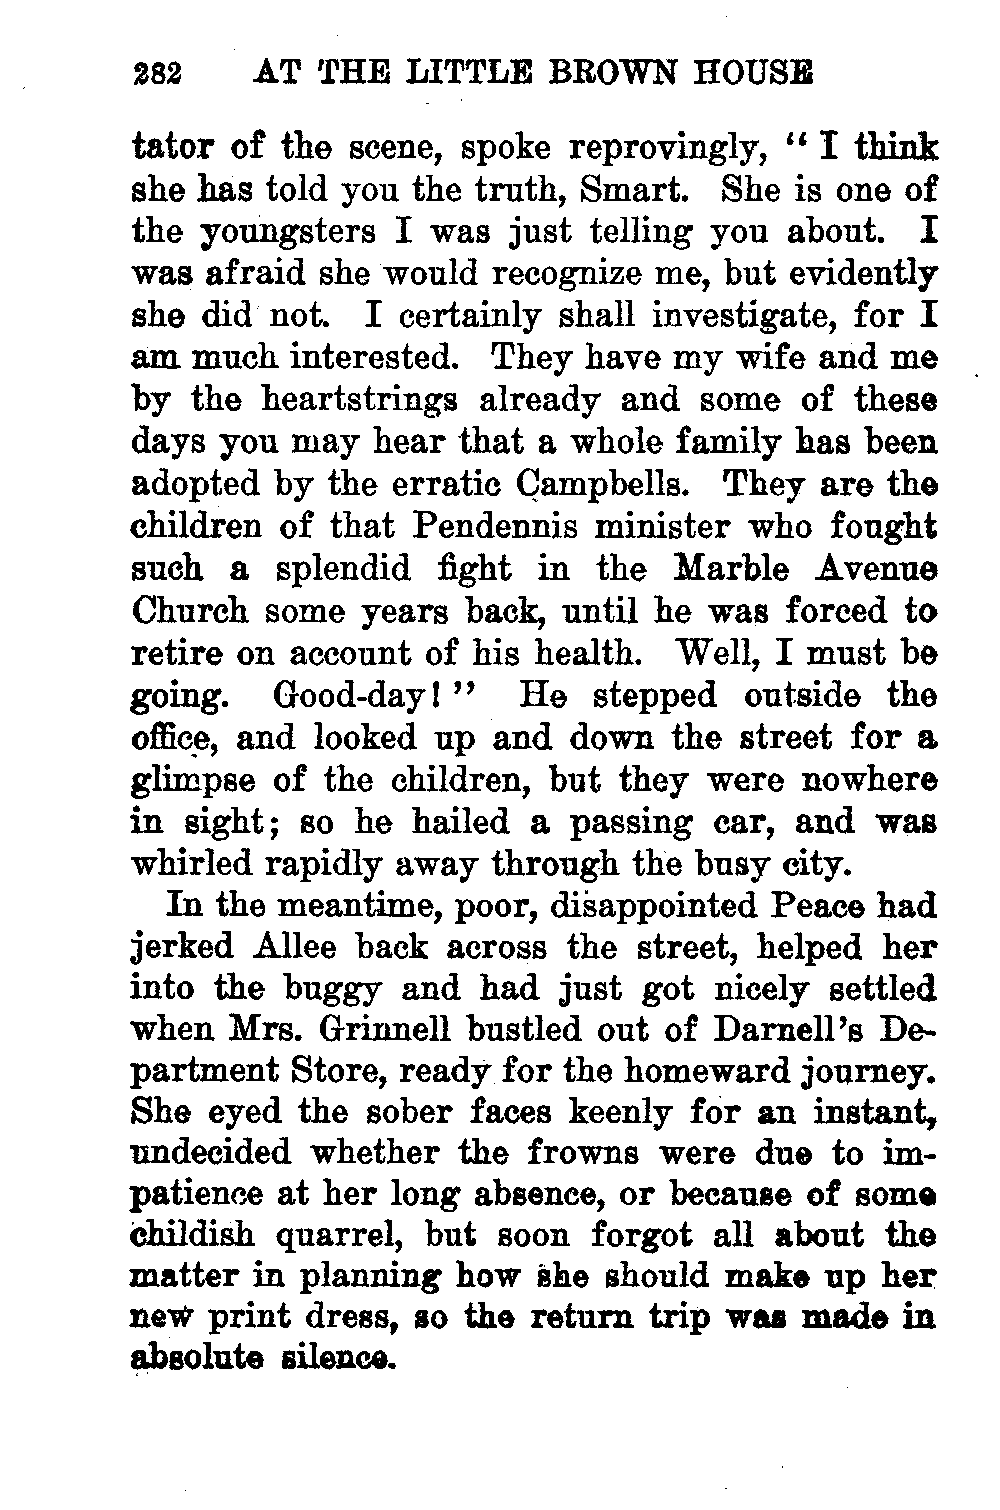 282 AT THE LITTLE BROWN HOUSE
tator of the scene, spoke reprovingly, “ I think
she has told you the truth, Smart. She is one of
the youngsters I was just telling you about. I
was afraid she would recognize me, but evidently
she did not. I certainly shall investigate, for I
am much interested. They have my wife and me
by the heartstrings already and some of these
days you may hear that a whole family has been
adopted by the erratic Campbells. They are the
children of that Pendennis minister who fought
such a splendid fight in the Marble Avenue
Church some years back, until he was forced to
retire on account of his health. Well, I must be
going. Good-day! ” He stepped outside the
office, and looked up and down the street for a
glimpse of the children, but they were nowhere
in sight; so he hailed a passing car, and was
whirled rapidly away through the busy city.
In the meantime, poor, disappointed Peace had
jerked Allee back across the street, helped her
into the buggy and had just got nicely settled
when Mrs. Grinnell bustled out of Darnell’s De-
partment Store, ready for the homeward journey.
She eyed the sober faces keenly for an instant,
undecided whether the frowns were due to im-
patience at her long absence, or because of some
childish quarrel, but soon forgot all about the
matter in planning how she should make up her
new print dress, so the return trip was made in
absolute silence.